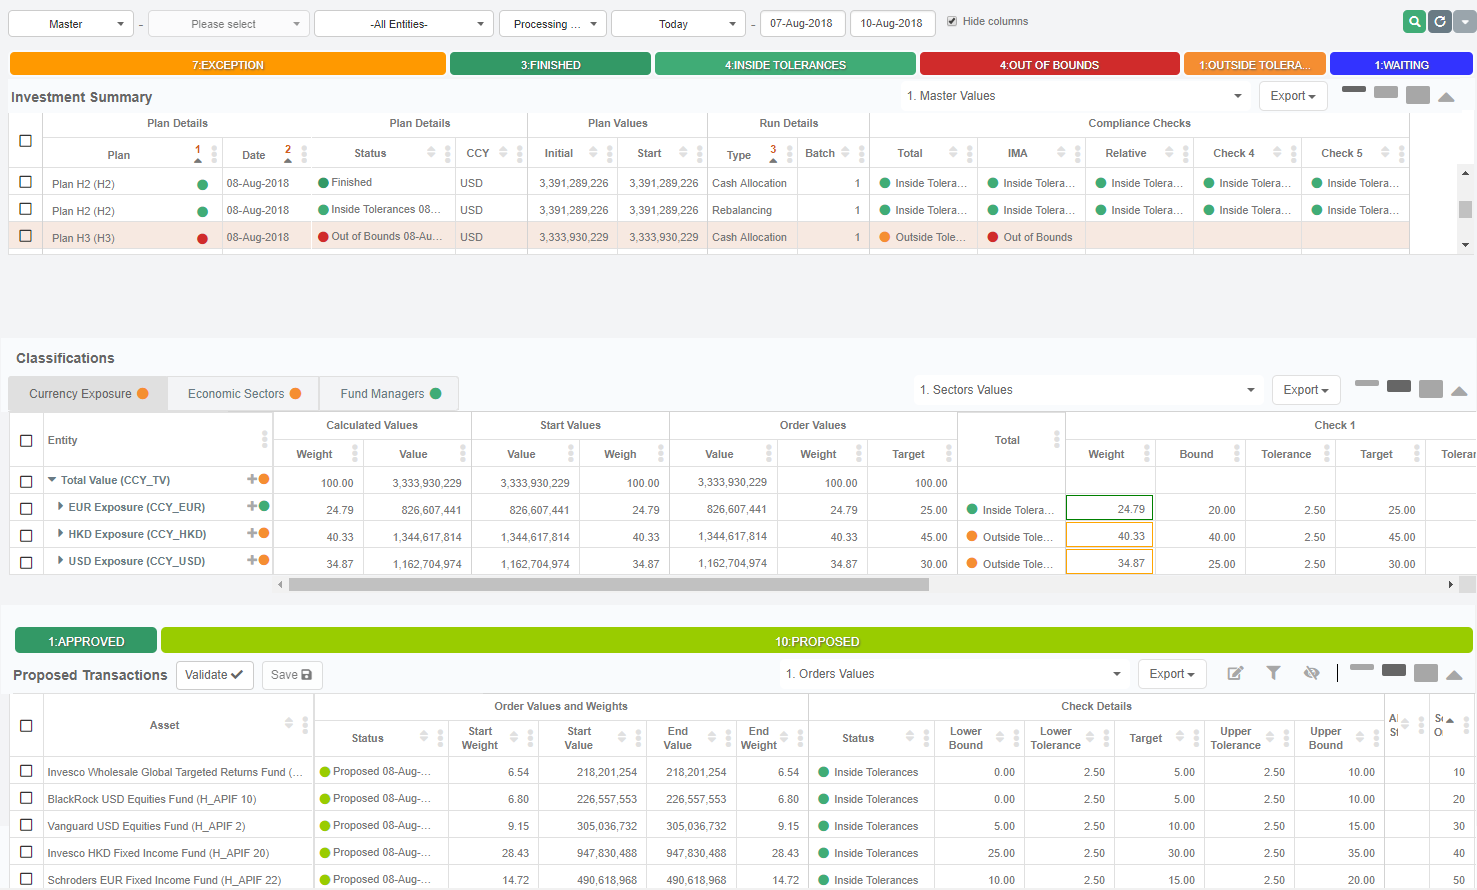 Master - Please select -All Entities- Processing ... Today - 07-Aug-2018 10-Aug-2018 Hide columns
7:EXCEPTION 3:FINISHED 4:INSIDE TOLERANCES 4:OUT OF BOUNDS 1:OUTSIDE TOLERA... 1:WAITING
Investment Summary 1. Master Values Export
Plan Details Plan Details Plan Values Run Details Compliance Checks
Plan 1 Date 2 Status CCY Initial Start Type 3 Batch Total IMA Relative Check 4 Check 5
Plan H2 (H2) 08-Aug-2018 Finished USD 3,391,289,226 3,391,289,226 Cash Allocation 1 Inside Tolera... Inside Tolera... Inside Tolera... Inside Tolera... Inside Tolera...
Plan H2 (H2) 08-Aug-2018 Inside Tolerances 08-... USD 3,391,289,226 3,391,289,226 Rebalancing 1 Inside Tolera... Inside Tolera... Inside Tolera... Inside Tolera... Inside Tolera...
Plan H3 (H3) 08-Aug-2018 Out of Bounds 08-Au... USD 3,333,930,229 3,333,930,229 Cash Allocation 1 Outside Tole... Out of Bounds
Classifications
Currency Exposure Economic Sectors Fund Managers 1. Sectors Values Export
Entity Calculated Values Start Values Order Values Total Check 1
Weight Value Value Weigh Value Weight Target Weight Bound Tolerance Target Toleran
Total Value (CCY_TV) 100.00 3,333,930,229 3,333,930,229 100.00 3,333,930,229 100.00 100.00
EUR Exposure (CCY_EUR) 24.79 826,607,441 826,607,441 24.79 826,607,441 24.79 25.00 Inside Tolera... 24.79 20.00 2.50 25.00
HKD Exposure (CCY_HKD) 40.33 1,344,617,814 1,344,617,814 40.33 1,344,617,814 40.33 45.00 Outside Tole... 40.33 40.00 2.50 45.00
USD Exposure (CCY_USD) 34.87 1,162,704,974 1,162,704,974 34.87 1,162,704,974 34.87 30.00 Outside Tole... 34.87 25.00 2.50 30.00
1:APPROVED 10:PROPOSED
Proposed Transactions Validate Save 1. Orders Values Export
Asset Order Values and Weights Check Details
Status Start Weight Start Value End Value End Weight Status Lower Bound Lower Tolerance Target Upper Tolerance Upper Bound
Invesco Wholesale Global Targeted Returns Fund (... Proposed 08-Aug-... 6.54 218,201,254 218,201,254 6.54 Inside Tolerances 0.00 2.50 5.00 2.50 10.00 10
BlackRock USD Equities Fund (H_APIF 10) Proposed 08-Aug-... 6.80 226,557,553 226,557,553 6.80 Inside Tolerances 0.00 2.50 5.00 2.50 10.00 20
Vanguard USD Equities Fund (H_APIF 2) Proposed 08-Aug-... 9.15 305,036,732 305,036,732 9.15 Inside Tolerances 5.00 2.50 10.00 2.50 15.00 30
Invesco HKD Fixed Income Fund (H_APIF 20) Proposed 08-Aug-... 28.43 947,830,488 947,830,488 28.43 Inside Tolerances 25.00 2.50 30.00 2.50 35.00 40
Schroders EUR Fixed Income Fund (H_APIF 22) Proposed 08-Aug-... 14.72 490,618,968 490,618,968 14.72 Inside Tolerances 10.00 2.50 15.00 2.50 20.00 50